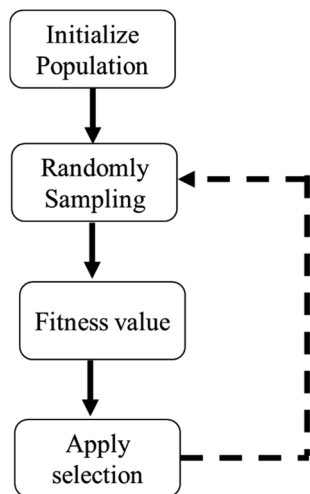 Initialize
Population
Randomly
Sampling
Fitness value
Apply
selection